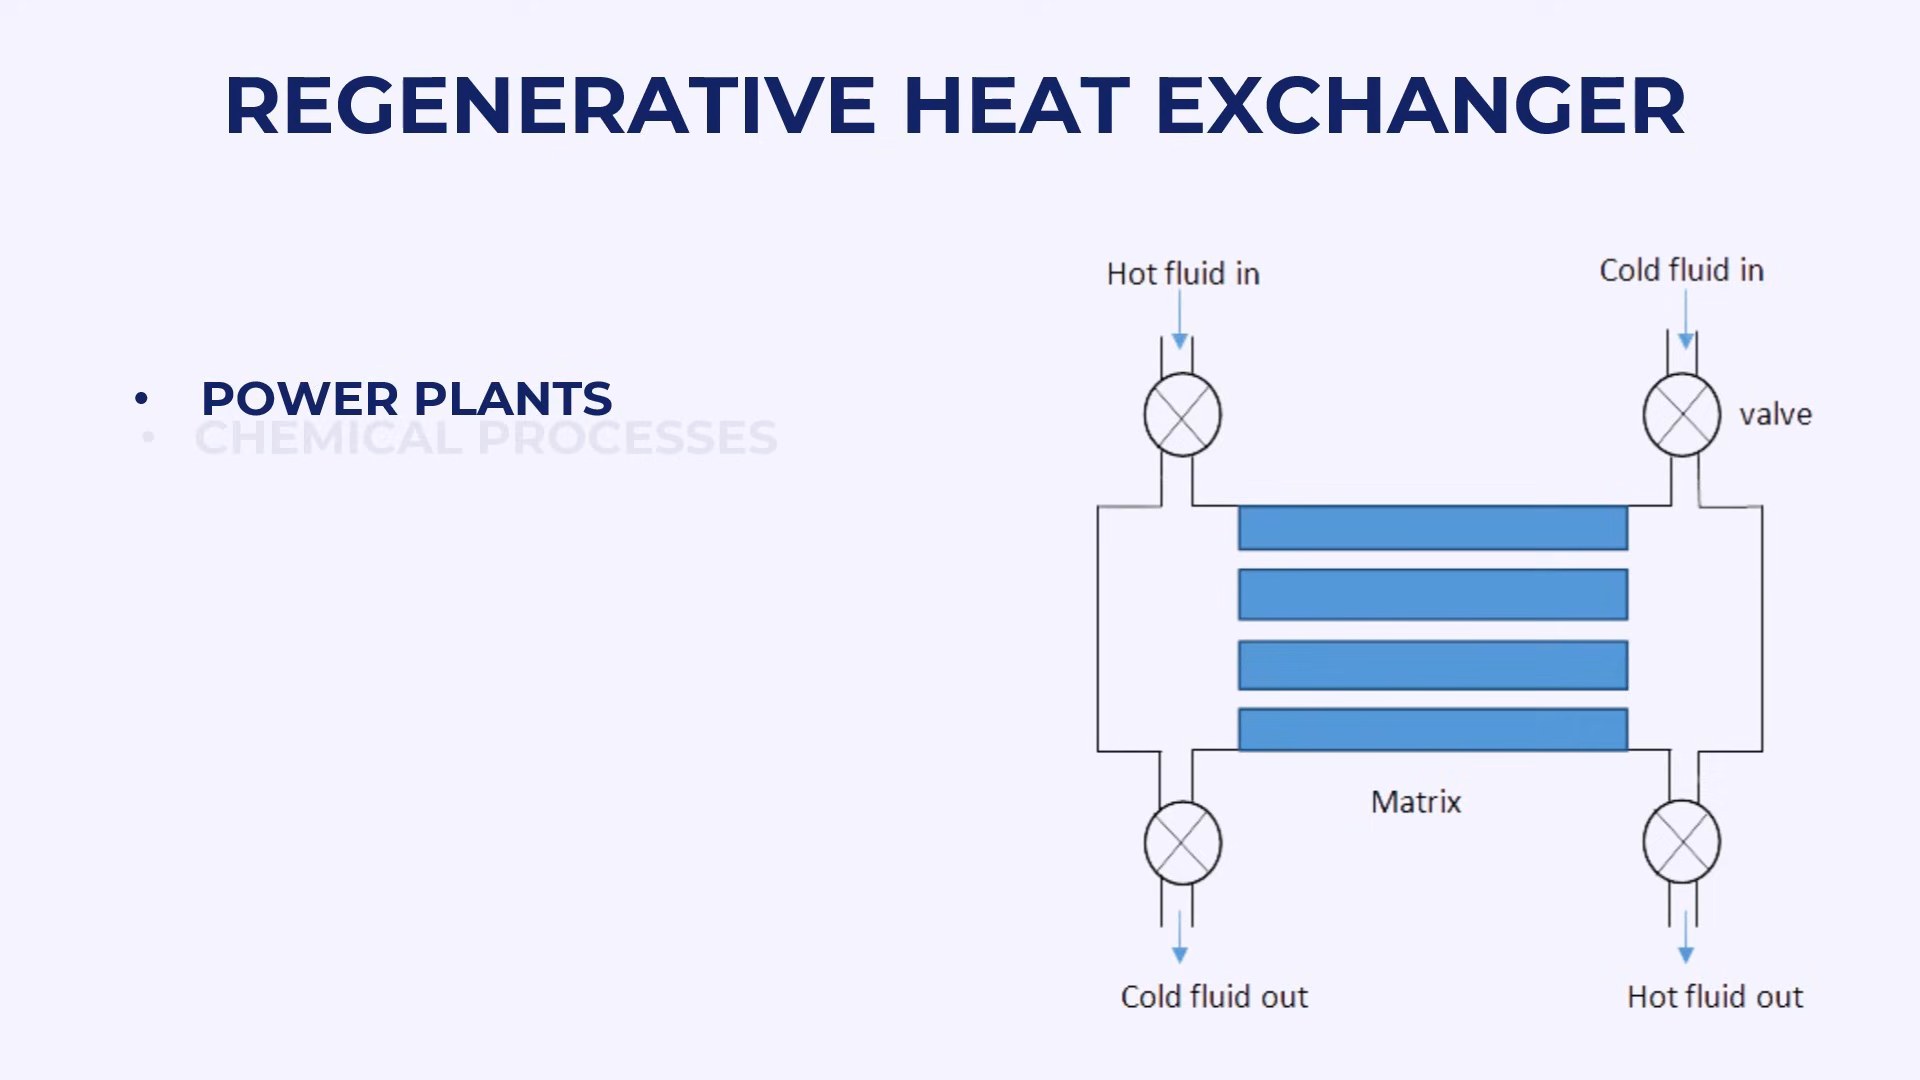 REGENERATIVE HEAT EXCHANGER
• POWER PLANTS
• CHEMICAL PROCESSES
Hot fluid in
Cold fluid in
valve
Matrix
Cold fluid out
Hot fluid out